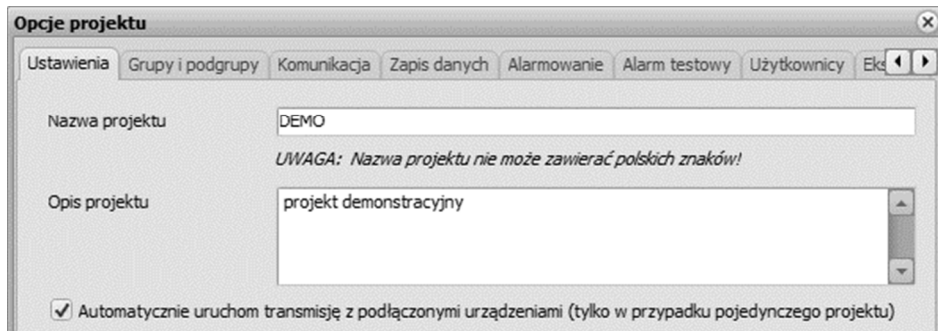 Opcje projektu
Ustawienia Grupy i podgrupy Komunikacja Zapis danych Alarmowanie Alarm testowy Użytkownicy
Nazwa projektu DEMO
UWAGA: Nazwa projektu nie może zawierać polskich znaków!
Opis projektu projekt demonstracyjny
Automatycznie uruchom transmisję z podłączonymi urządzeniami (tylko w przypadku pojedynczego projektu)